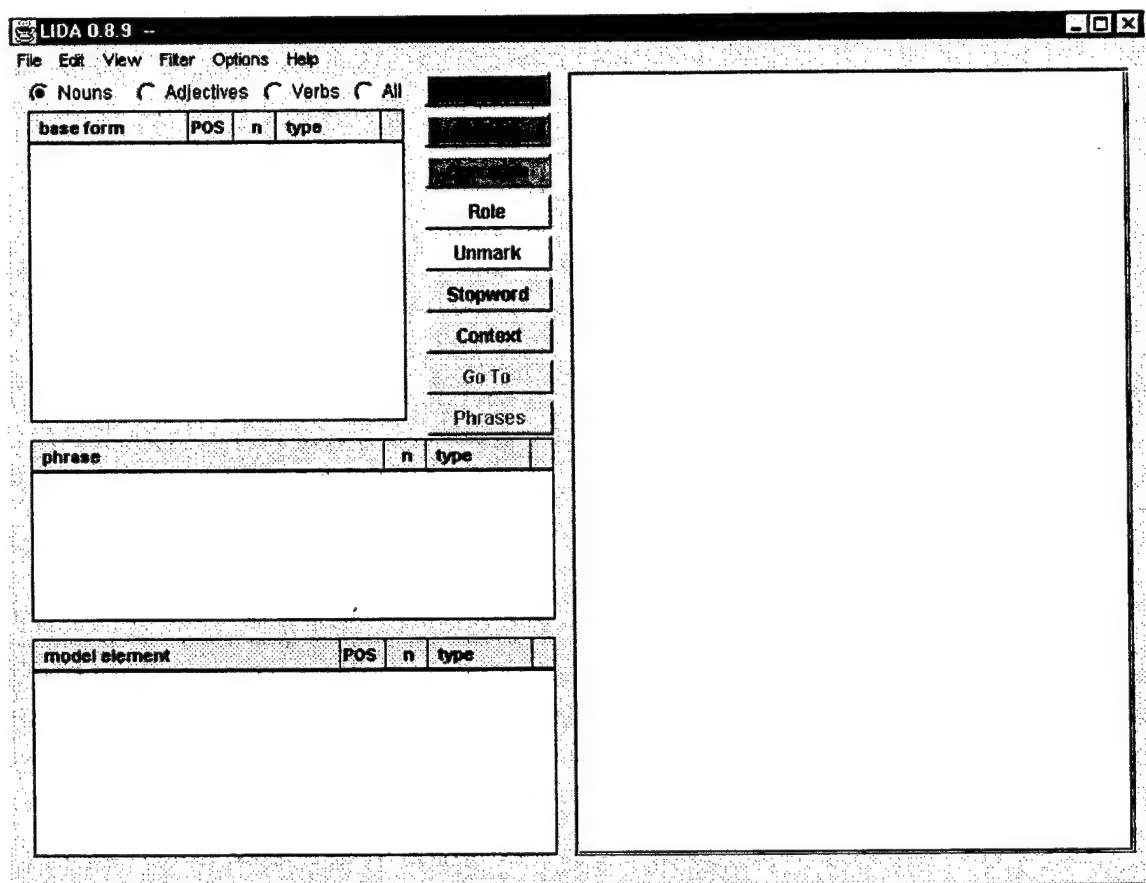 LIDA 0.8.9 --
File Edit View Filter Options Help
Nouns Adjectives Verbs All
base form POS n type
Role
Unmark
Stopword
Context
Go To
Phrases
phrase n type
model element POS n type